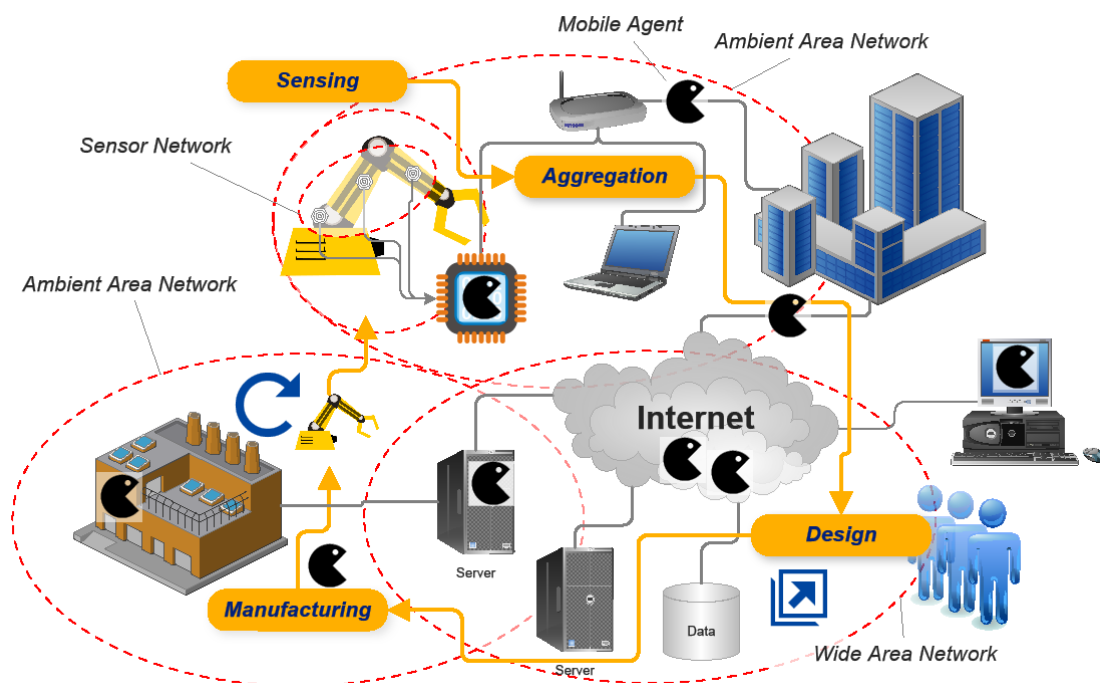 Mobile Agent
Ambient Area Network
Sensing
Sensor Network
Aggregation
Ambient Area Network
Internet
Design
Server
Manufacturing
Data
Server
Wide Area Network